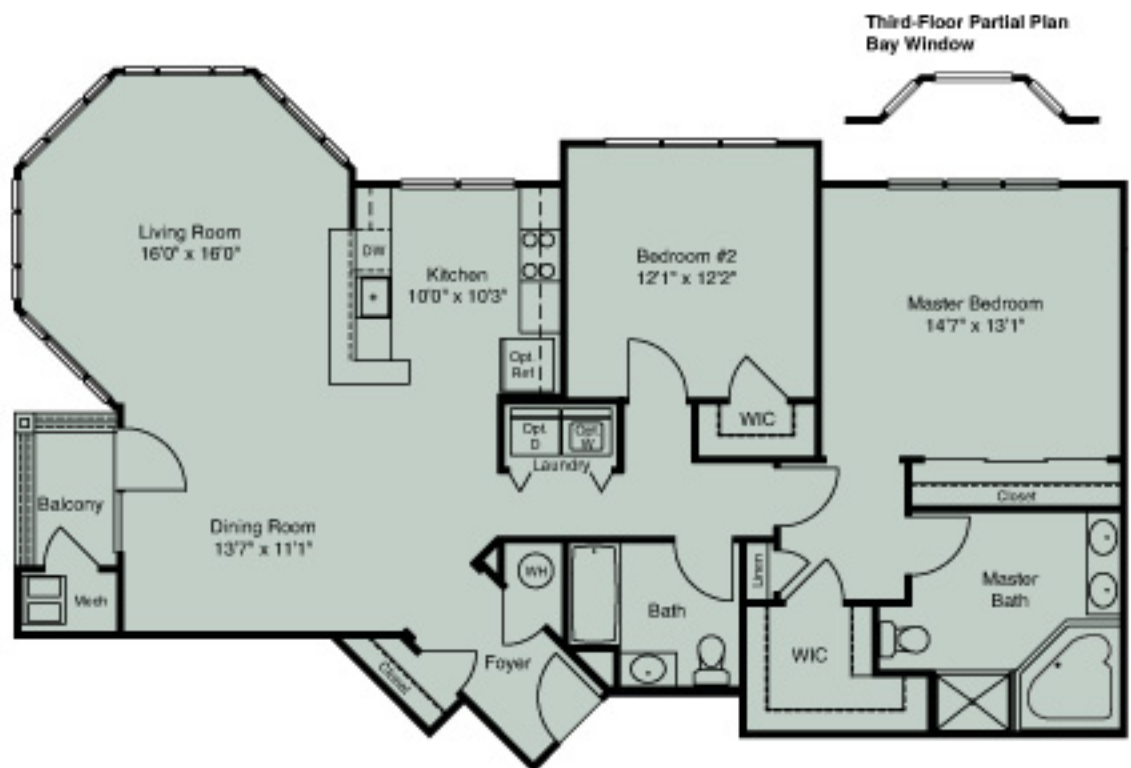 Third-Floor Partial Plan
Bay Window
Living Room
16'0" x 16'0"
DW
Kitchen
10'0" x 10'3"
Opt.
Ref.
Bedroom #2
12'1" x 12'2"
Master Bedroom
14'7" x 13'1"
WIC
Opt.
D
Opt.
W
Laundry
Closet
Balcony
Dining Room
13'7" x 11'1"
Mech
WH
Bath
Linen
Master
Bath
WIC
Foyer
Closet